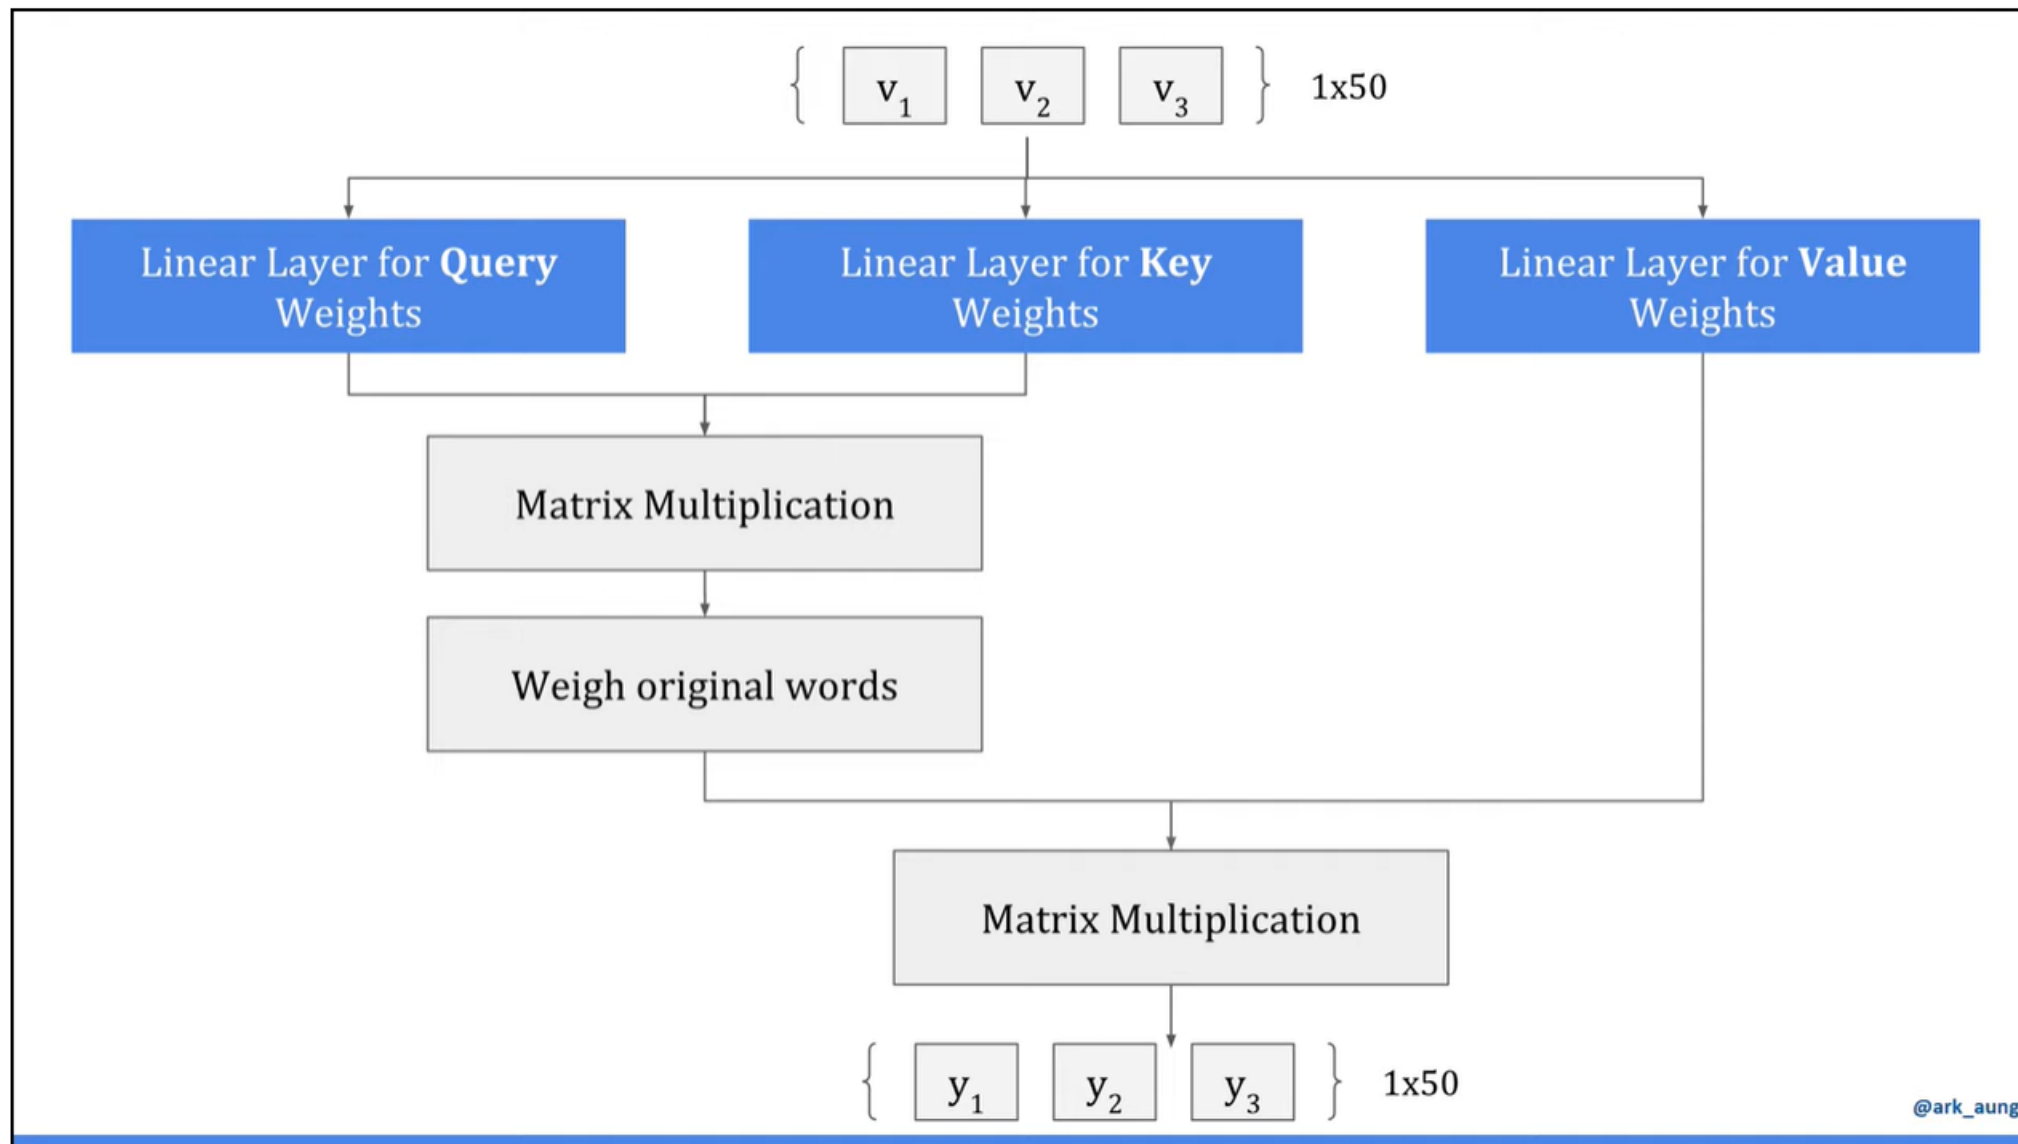 v1 v2 v3 1x50
Linear Layer for Query
Weights
Linear Layer for Key
Weights
Linear Layer for Value
Weights
Matrix Multiplication
Weigh original words
Matrix Multiplication
y1 y2 y3 1x50
@ark_aung